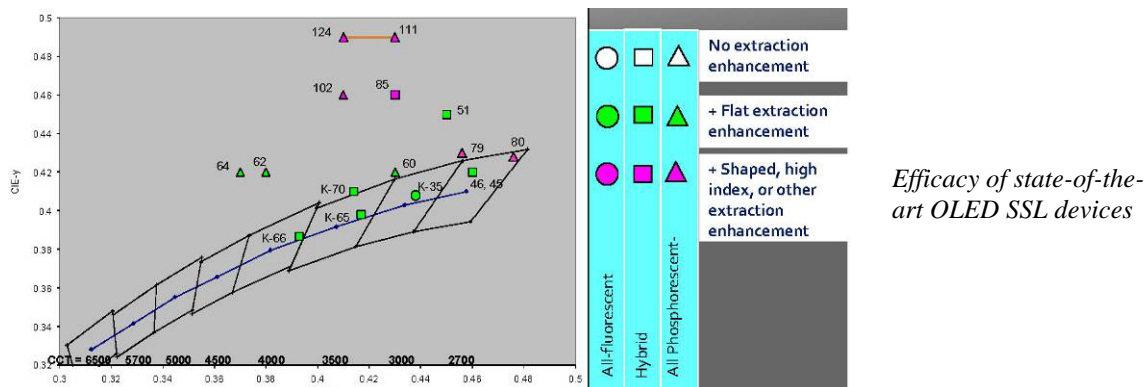 0.5
124
111
0.48
102
85
0.46
51
0.44
80
79
64
62
60
0.42
K-70
K-35
46, 45
0.4
K-65
K-66
0.38
0.36
0.34
0.32
CCT = 6500 5700 5000 4500 4000 3500 3000 2700
0.3 0.32 0.34 0.36 0.38 0.4 0.42 0.44 0.46 0.48 0.5
CIE-y
No extraction
enhancement
+ Flat extraction
enhancement
+ Shaped, high
index, or other
extraction
enhancement
All-fluorescent
Hybrid
All Phosphorescent-
Efficacy of state-of-the-
art OLED SSL devices